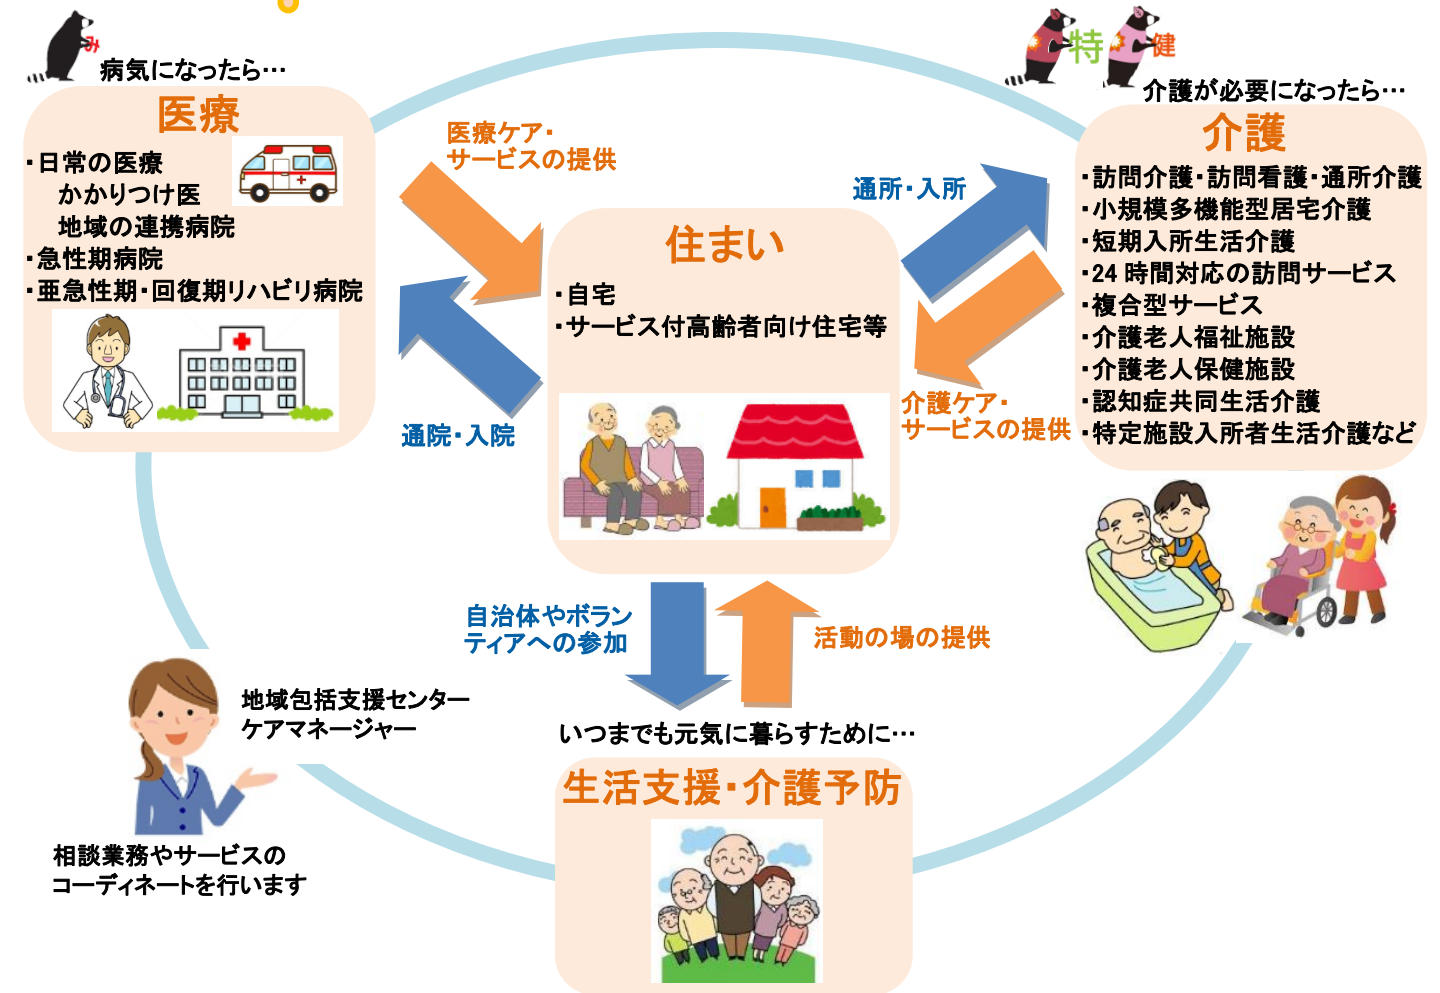 み
病気になったら…
医療
・日常の医療
かかりつけ医
地域の連携病院
・急性期病院
・亜急性期・回復期リハビリ病院
医療ケア・
サービスの提供
通院・入院
住まい
・自宅
・サービス付高齢者向け住宅等
通所・入所
介護ケア・
サービスの提供
特
健
介護が必要になったら…
介護
・訪問介護・訪問看護・通所介護
・小規模多機能型居宅介護
・短期入所生活介護
・24 時間対応の訪問サービス
・複合型サービス
・介護老人福祉施設
・介護老人保健施設
・認知症共同生活介護
・特定施設入所者生活介護など
自治体やボラン
ティアへの参加
活動の場の提供
地域包括支援センター
ケアマネージャー
相談業務やサービスの
コーディネートを行います
いつまでも元気に暮らすために…
生活支援・介護予防